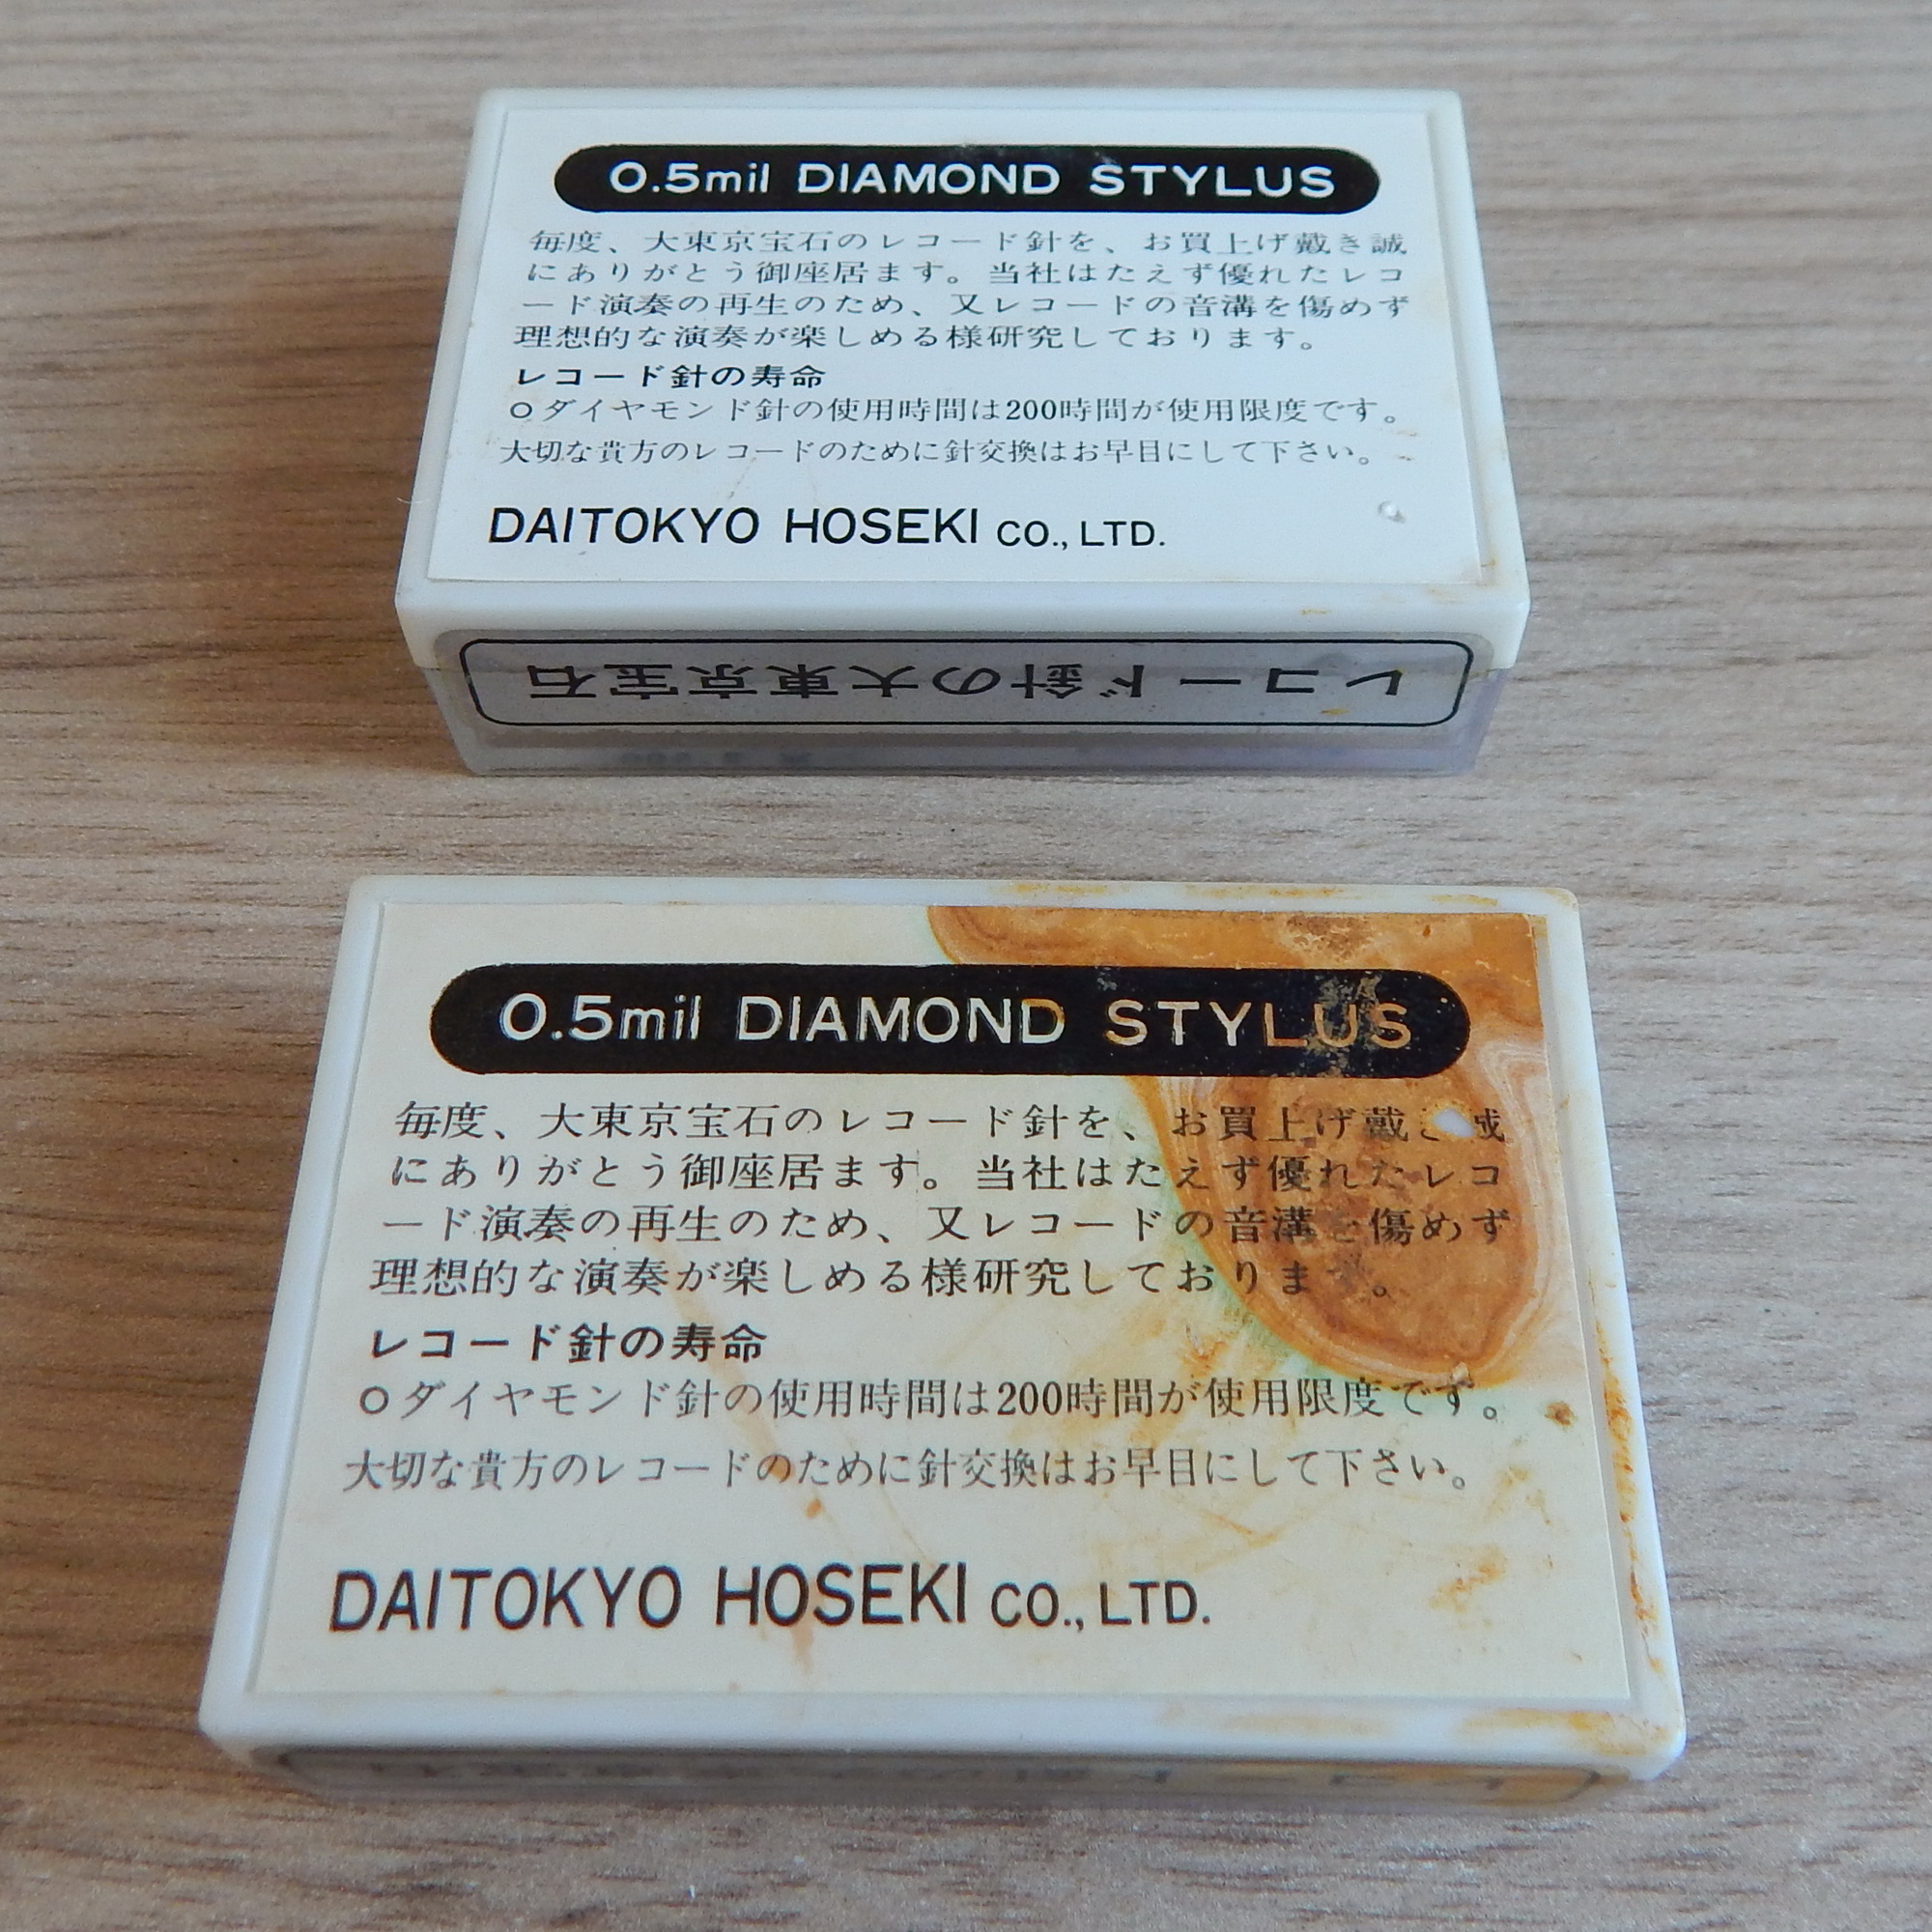 0.5mil DIAMOND STYLUS
毎度、大東京宝石のレコード針を、お買上げ戴き誠
にありがとう御座居ます。当社はたえず優れたレコ
ード演奏の再生のため、又レコードの音溝を傷めず
理想的な演奏が楽しめる様研究しております。
レコード針の寿命
○ダイヤモンド針の使用時間は200時間が使用限度です。
大切な貴方のレコードのために針交換はお早目にして下さい。
DAITOKYO HOSEKI CO., LTD.
レコード針の大東京宝石
0.5mil DIAMOND STYLUS
毎度、大東京宝石のレコード針を、お買上げ戴
にありがとう御座居ます。当社はたえず優れたレコ
ード演奏の再生のため、又レコードの音溝を傷めず
理想的な演奏が楽しめる様研究しておりま。
レコード針の寿命
○ダイヤモンド針の使用時間は200時間が使用限度です。
大切な貴方のレコードのために針交換はお早目にして下さい。
DAITOKYO HOSEKI CO., LTD.